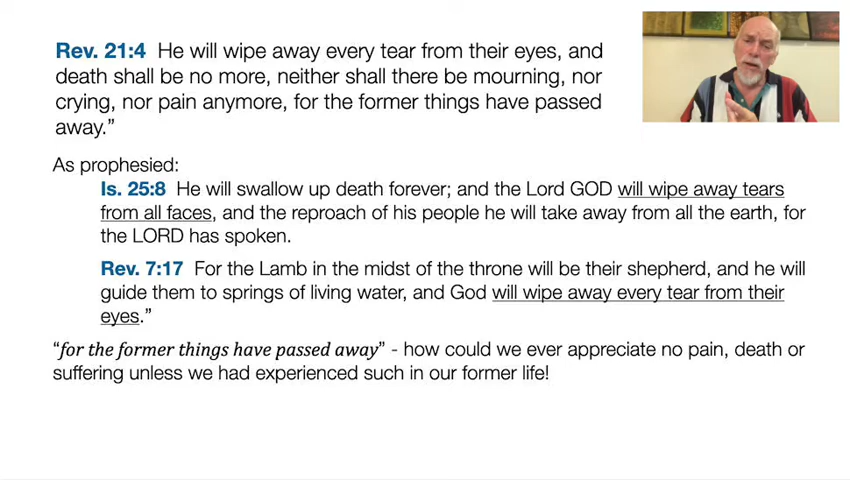 Rev. 21:4 He will wipe away every tear from their eyes, and
death shall be no more, neither shall there be mourning, nor
crying, nor pain anymore, for the former things have passed
away.”
As prophesied:
Is. 25:8 He will swallow up death forever; and the Lord GOD will wipe away tears
from all faces, and the reproach of his people he will take away from all the earth, for
the LORD has spoken.
Rev. 7:17 For the Lamb in the midst of the throne will be their shepherd, and he will
guide them to springs of living water, and God will wipe away every tear from their
eyes.”
“for the former things have passed away” - how could we ever appreciate no pain, death or
suffering unless we had experienced such in our former life!